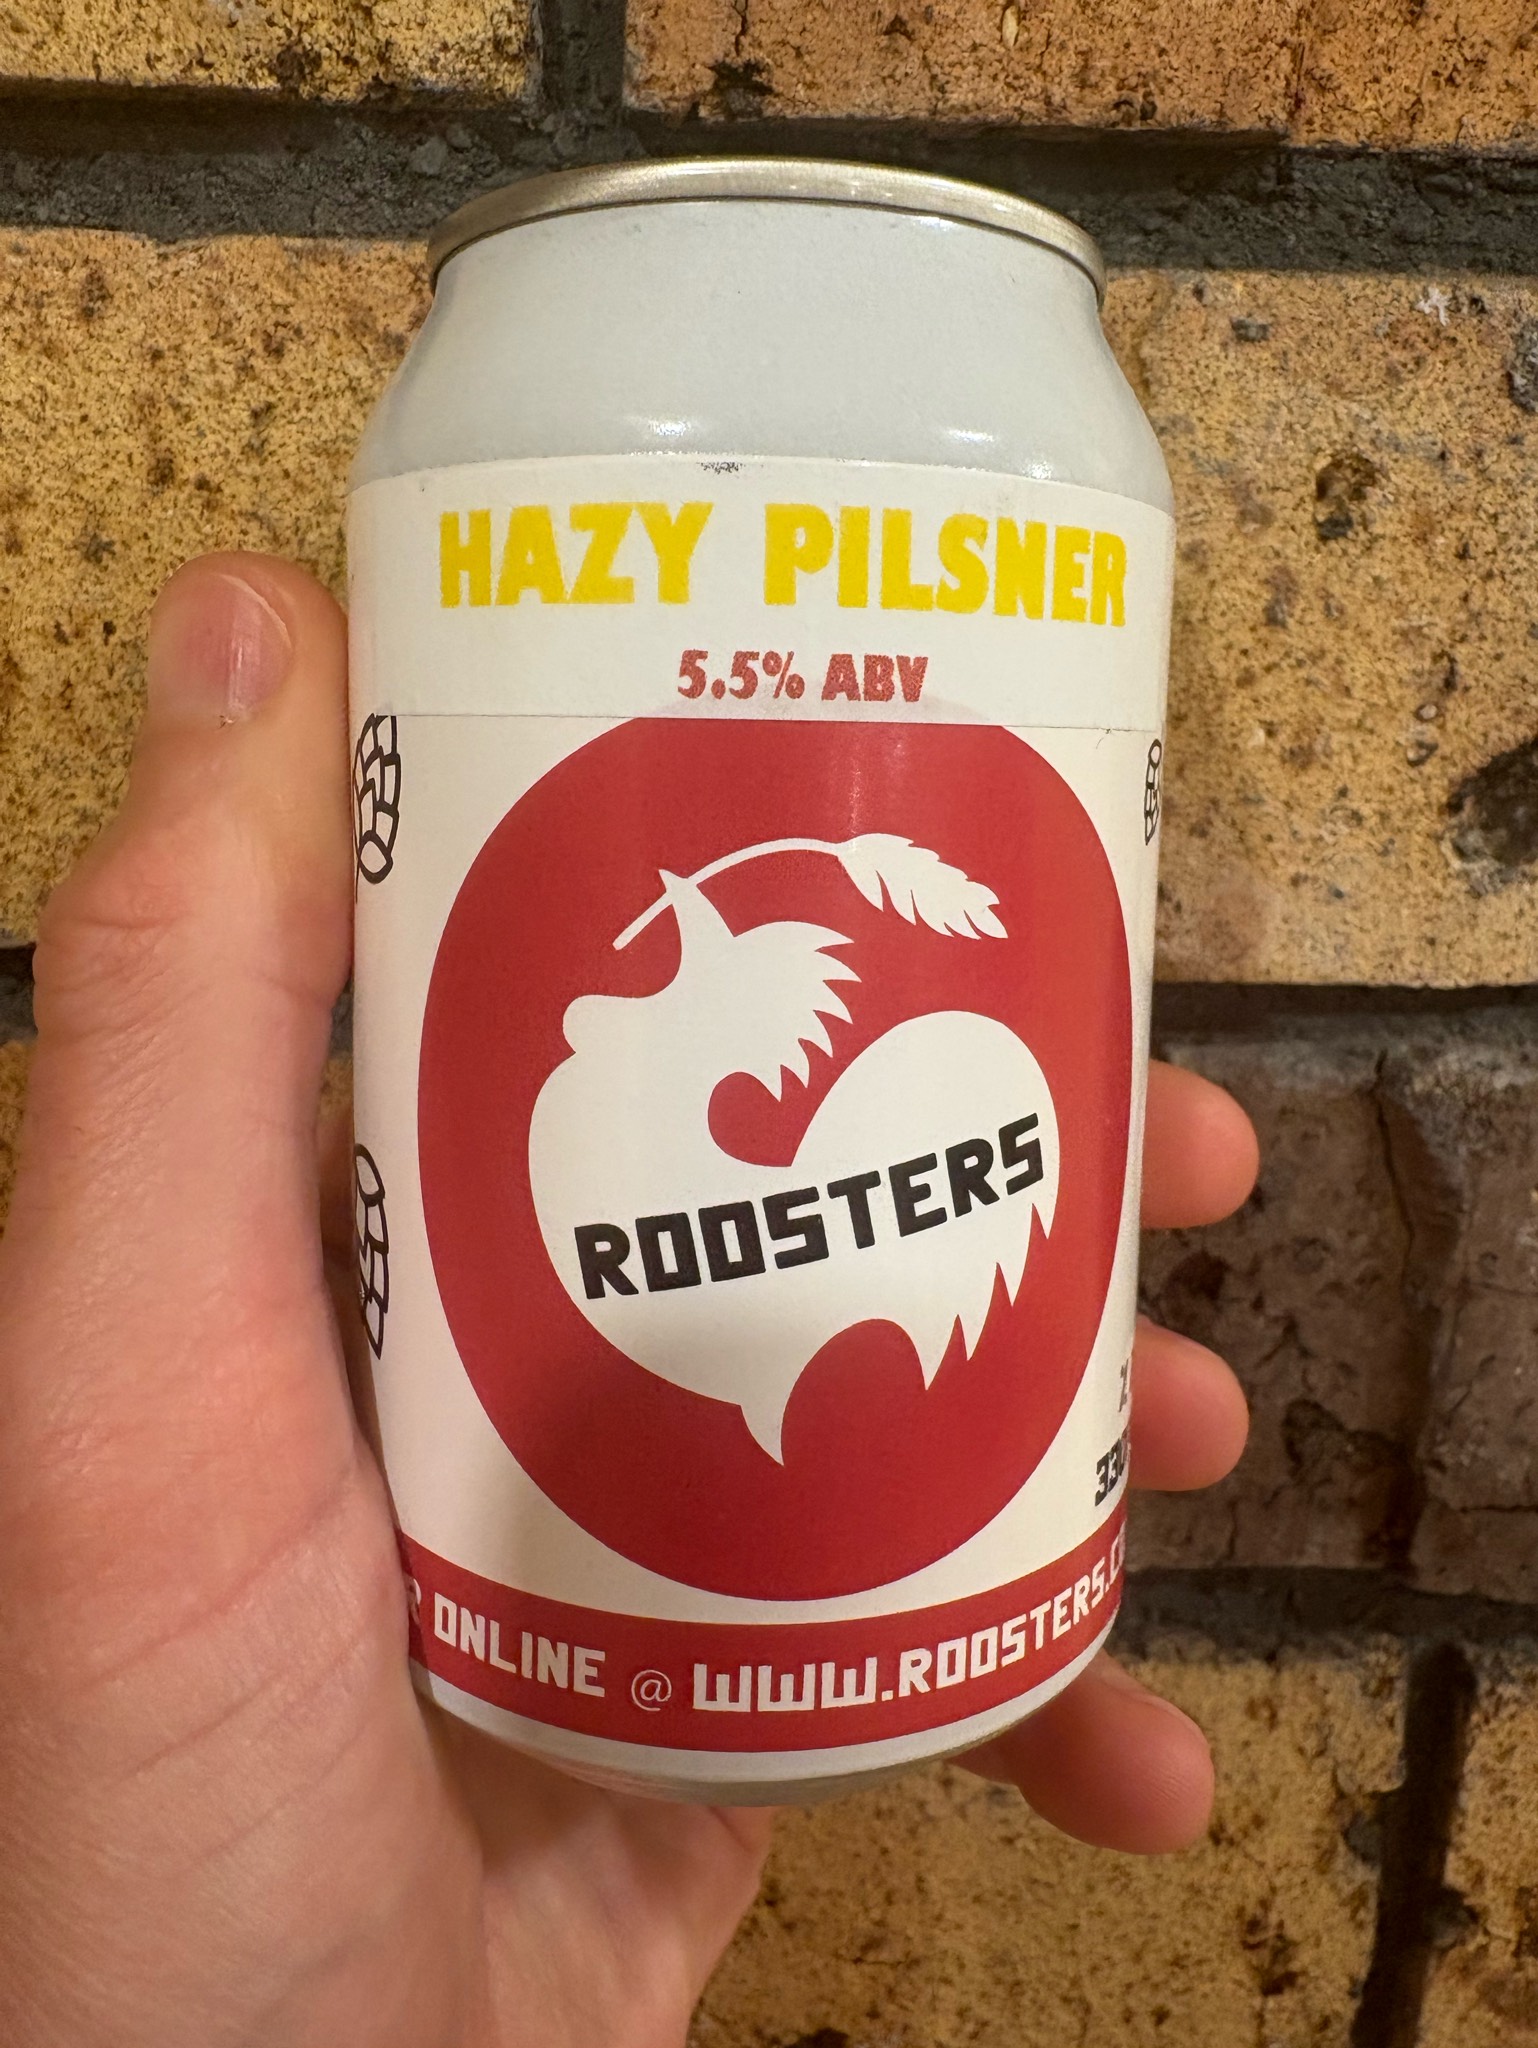 HAZY PILSNER
5.5% ABV
ROOSTERS
ONLINE @ WWW.ROOSTERS.